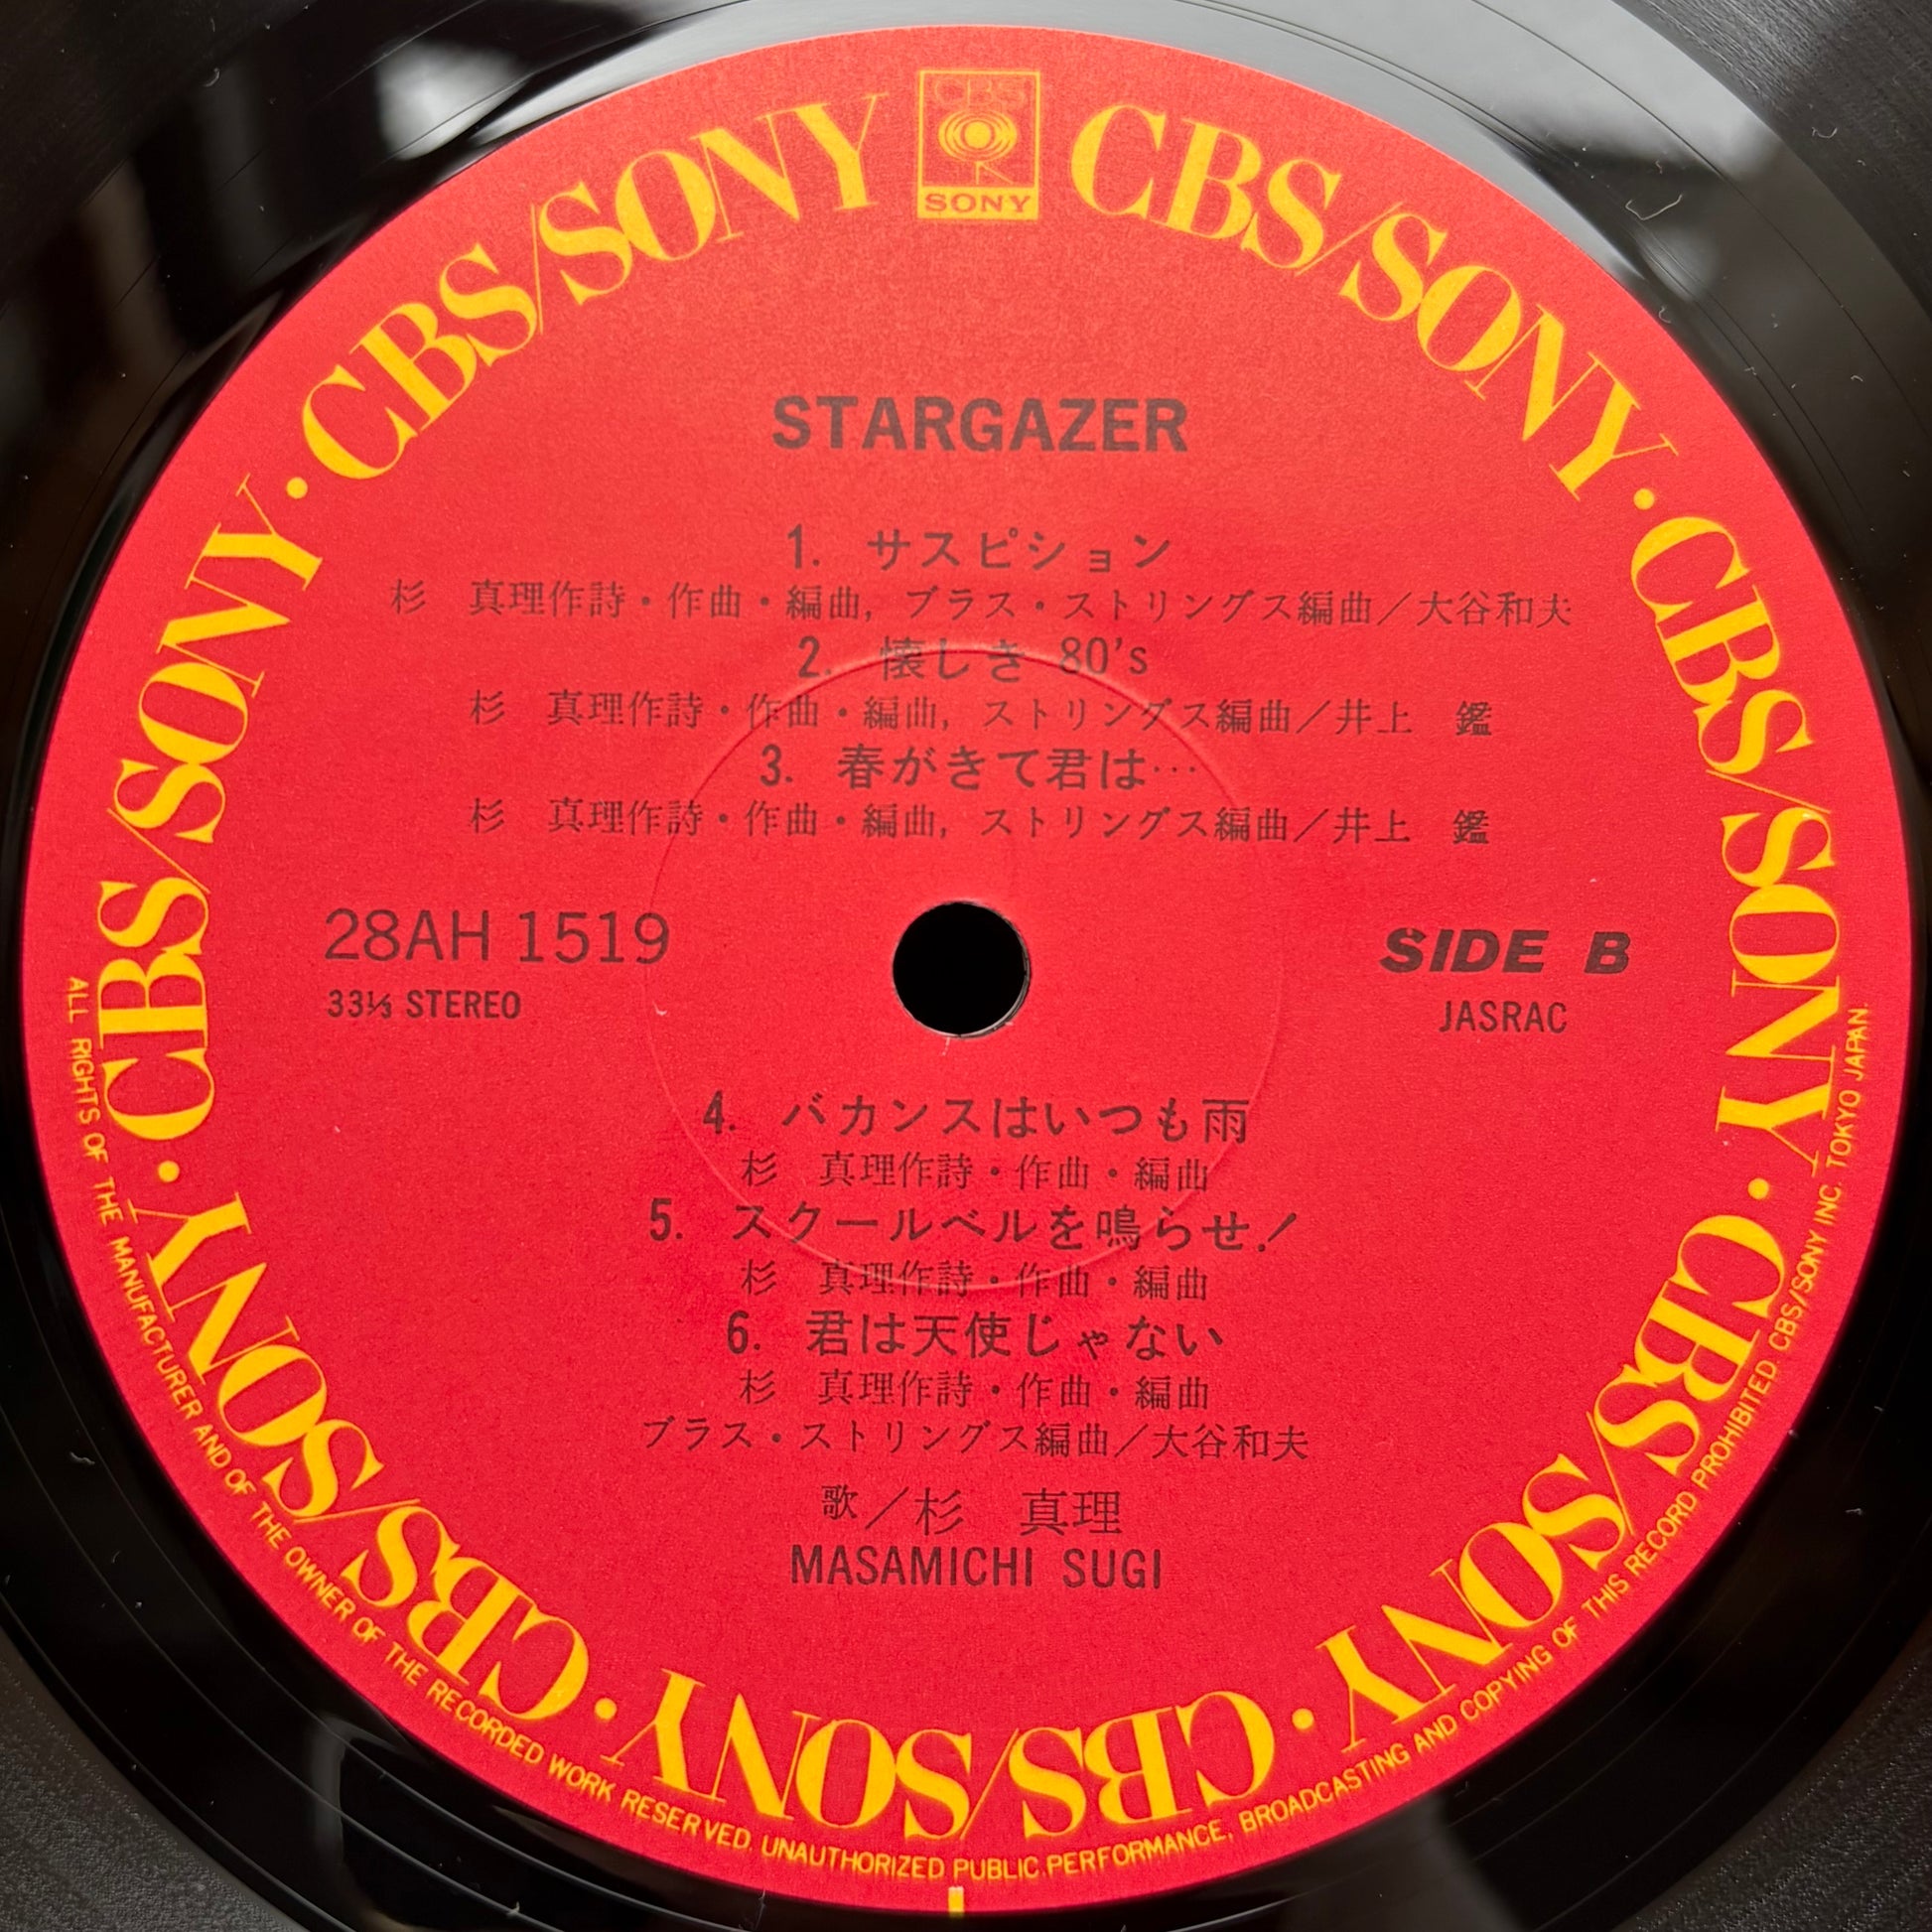 CBS
SONY
CBS/SONY · CBS/SONY · CBS/SONY · CBS/SONY · CBS/SONY · CBS/SONY · CBS/SONY · CBS/SONY
STARGAZER
1. サスピション
杉 真理作詩・作曲・編曲, ブラス・ストリングス編曲/大谷和夫
2. 懐しき 80's
杉 真理作詩・作曲・編曲, ストリングス編曲/井上 鑑
3. 春がきて君は…
杉 真理作詩・作曲・編曲, ストリングス編曲/井上 鑑
28AH 1519
33⅓ STEREO
SIDE B
JASRAC
4. バカンスはいつも雨
杉 真理作詩・作曲・編曲
5. スクールベルを鳴らせ!
杉 真理作詩・作曲・編曲
6. 君は天使じゃない
杉 真理作詩・作曲・編曲
ブラス・ストリングス編曲/大谷和夫
歌/杉 真理
MASAMICHI SUGI
ALL RIGHTS OF THE MANUFACTURER AND OF THE OWNER OF THE RECORDED WORK RESERVED. UNAUTHORIZED PUBLIC PERFORMANCE, BROADCASTING AND COPYING OF THIS RECORD PROHIBITED. CBS/SONY INC. TOKYO JAPAN.